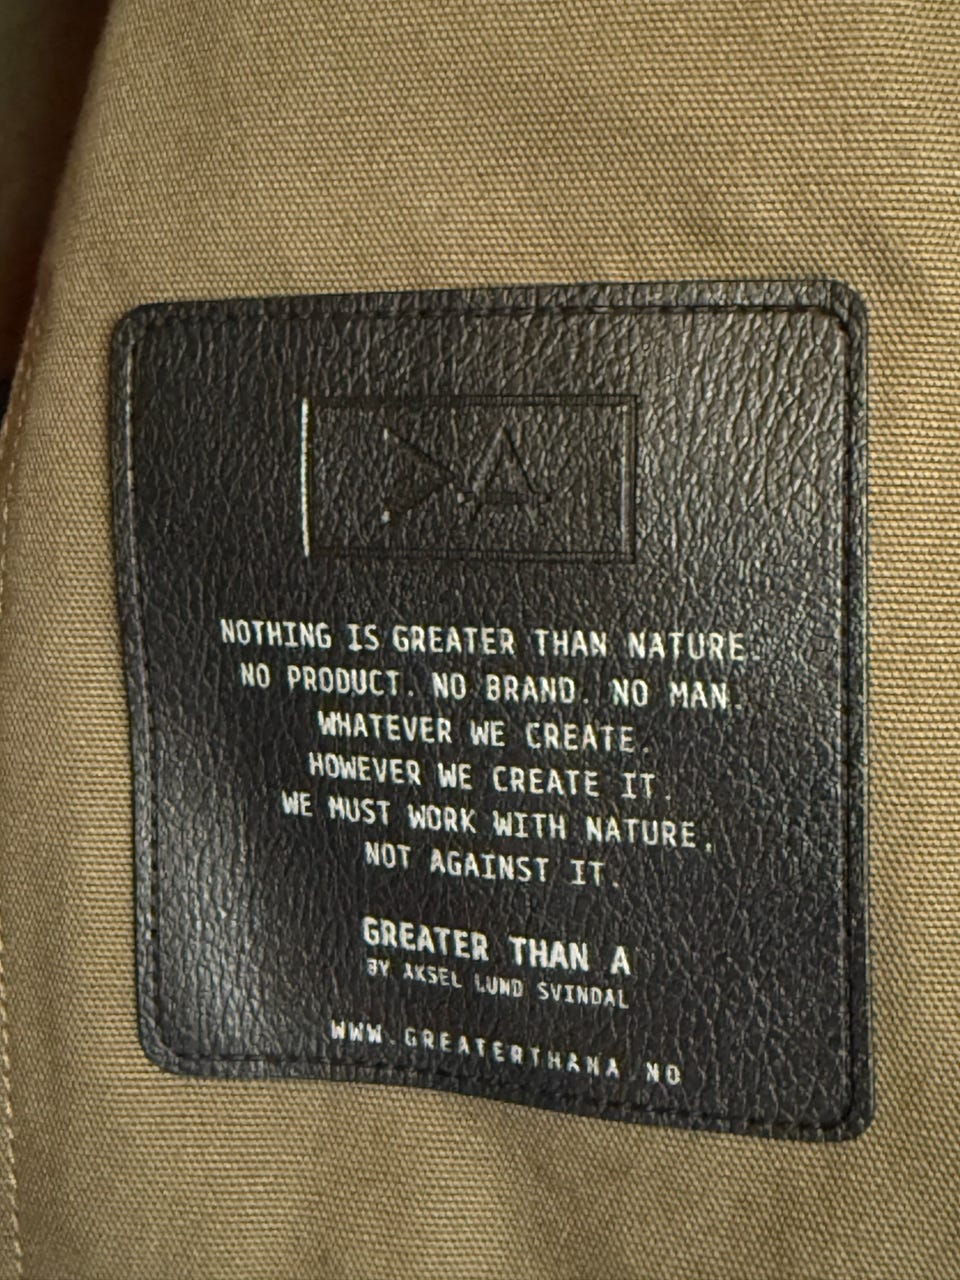 >A
NOTHING IS GREATER THAN NATURE.
NO PRODUCT. NO BRAND. NO MAN.
WHATEVER WE CREATE.
HOWEVER WE CREATE IT.
WE MUST WORK WITH NATURE,
NOT AGAINST IT.
GREATER THAN A
BY AKSEL LUND SVINDAL
WWW.GREATERTHANA.NO